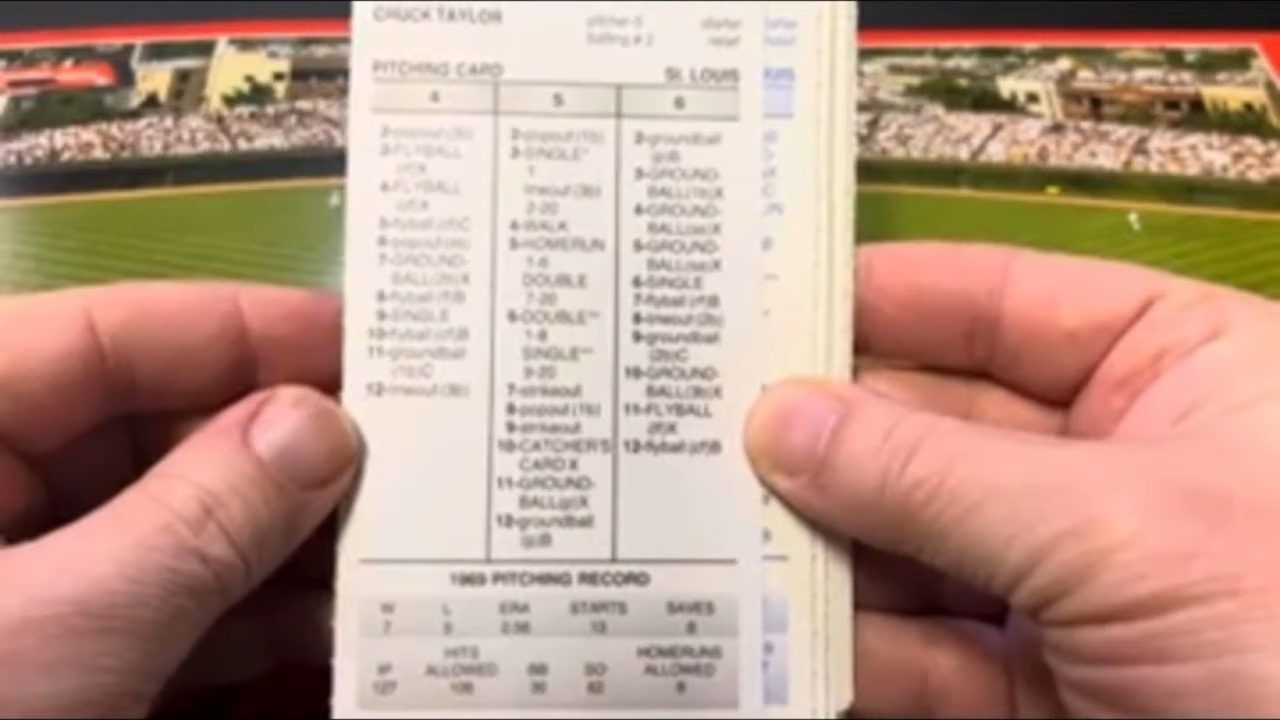 CHUCK TAYLOR
pitcher-5 starter
batting # 2 relief
PITCHING CARD ST. LOUIS
4 5 6
2-popout (3b)
3-FLYBALL
(rf)X
4-FLYBALL
5-flyball (cf)C
6-popout (ss)
7-GROUND-
BALL(2b)X
8-flyball (lf)B
9-SINGLE
10-flyball (cf)B
11-groundball
(1b)C
12-lineout (3b)
2-popout (1b)
3-SINGLE*
1
lineout (3b)
2-20
4-WALK
5-HOMERUN
1-6
DOUBLE
7-20
6-DOUBLE**
1-8
SINGLE**
9-20
7-strikeout
8-popout (1b)
9-strikeout
10-CATCHER'S
CARD X
11-GROUND-
BALL(p)X
12-groundball
(p)B
2-groundball
(p)B
3-GROUND-
BALL(1b)X
4-GROUND-
BALL(ss)X
5-GROUND-
BALL(ss)X
6-SINGLE
7-flyball (rf)B
8-lineout (2b)
9-groundball
(2b)C
10-GROUND-
BALL(3b)X
11-FLYBALL
(lf)X
12-flyball (cf)B
1969 PITCHING RECORD
W L ERA STARTS SAVES
7 5 2.56 13
HITS HOMERUNS
IP ALLOWED BB SO ALLOWED
127 108 30 62